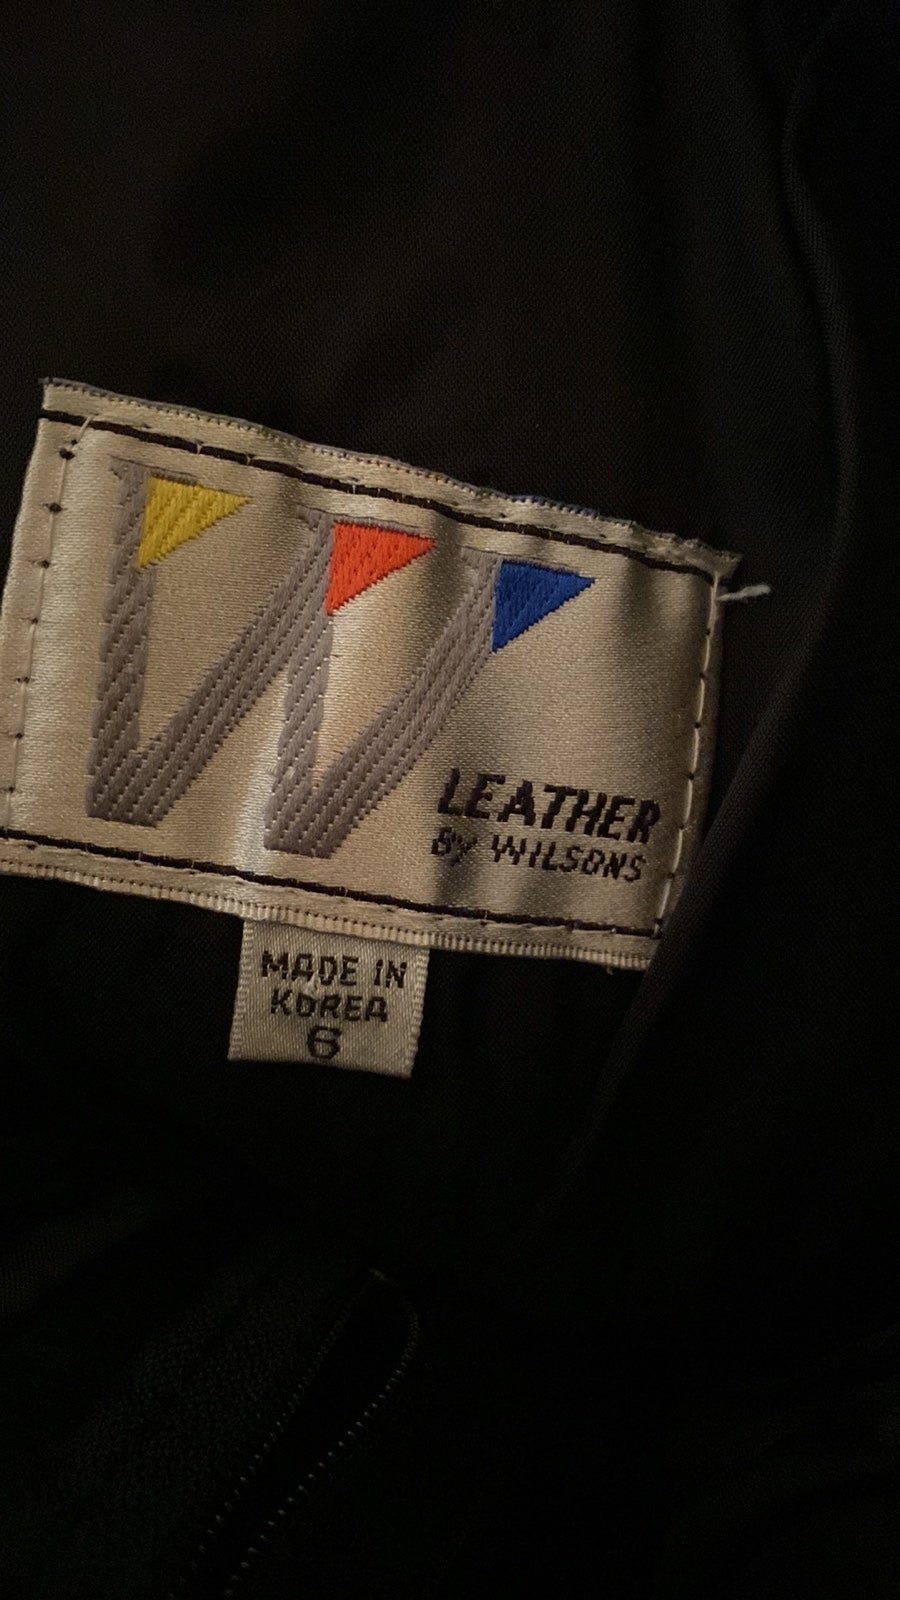 W
LEATHER
BY WILSONS
MADE IN
KOREA
6